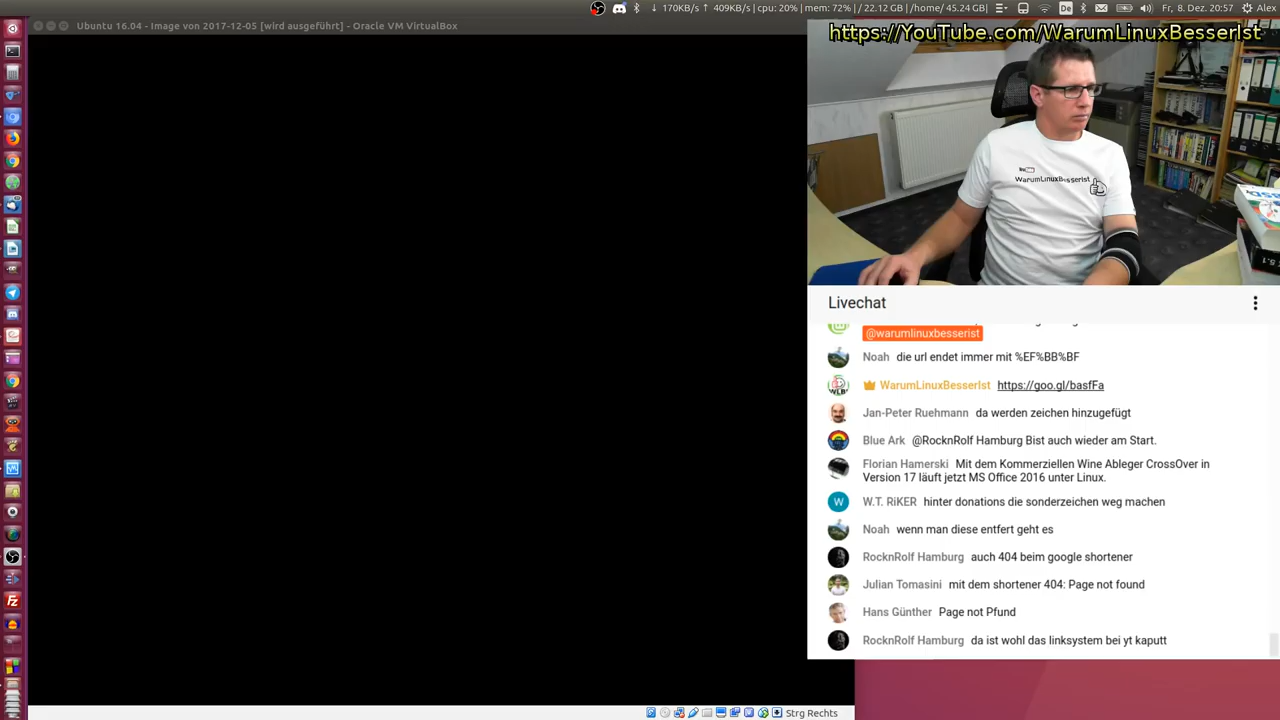 Ubuntu 16.04 - Image von 2017-12-05 [wird ausgeführt] - Oracle VM VirtualBox
↓ 170KB/s ↑ 409KB/s cpu: 20% | mem: 72% | / 22.12 GB | /home/ 45.24 GB
De
Fr, 8. Dez, 20:57
Alex
https://YouTube.com/WarumLinuxBesserIst
WarumLinuxBesserIst
Livechat
@warumlinuxbesserist
Noah die url endet immer mit %EF%BB%BF
WarumLinuxBesserIst https://goo.gl/basfFa
Jan-Peter Ruehmann da werden zeichen hinzugefügt
Blue Ark @RocknRolf Hamburg Bist auch wieder am Start.
Florian Hamerski Mit dem Kommerziellen Wine Ableger CrossOver in
Version 17 läuft jetzt MS Office 2016 unter Linux.
W W.T. RiKER hinter donations die sonderzeichen weg machen
Noah wenn man diese entfert geht es
RocknRolf Hamburg auch 404 beim google shortener
Julian Tomasini mit dem shortener 404: Page not found
Hans Günther Page not Pfund
RocknRolf Hamburg da ist wohl das linksystem bei yt kaputt
Strg Rechts